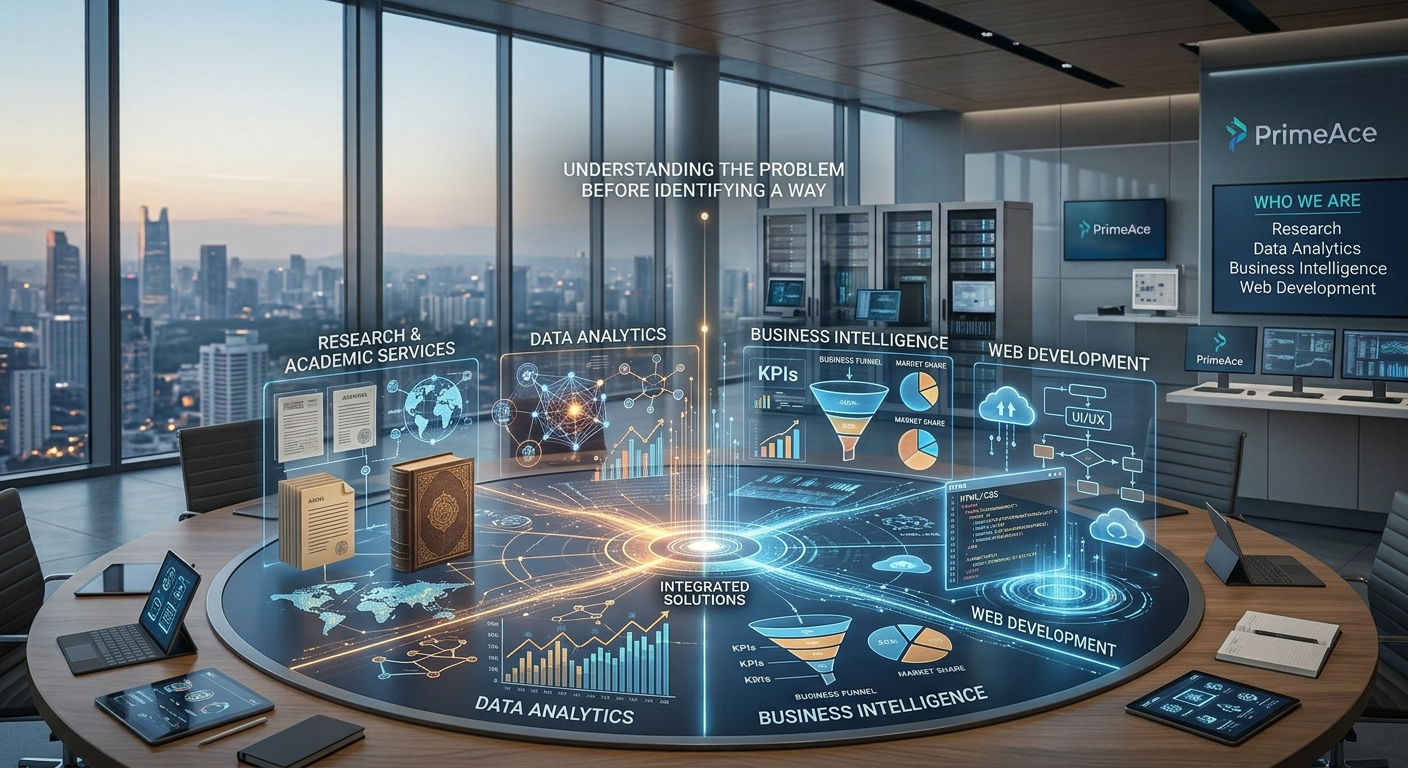 UNDERSTANDING THE PROBLEM
BEFORE IDENTIFYING A WAY
PrimeAce
WHO WE ARE
Research
Data Analytics
Business Intelligence
Web Development
PrimeAce
PrimeAce
RESEARCH &
ACADEMIC SERVICES
DATA ANALYTICS
BUSINESS INTELLIGENCE
KPIs
BUSINESS FUNNEL
MARKET SHARE
MARKET SHARE
WEB DEVELOPMENT
UI/UX
HTML/CSS
INTEGRATED
SOLUTIONS
WEB DEVELOPMENT
KPIs
KPIs
BUSINESS FUNNEL
MARKET SHARE
DATA ANALYTICS
BUSINESS INTELLIGENCE